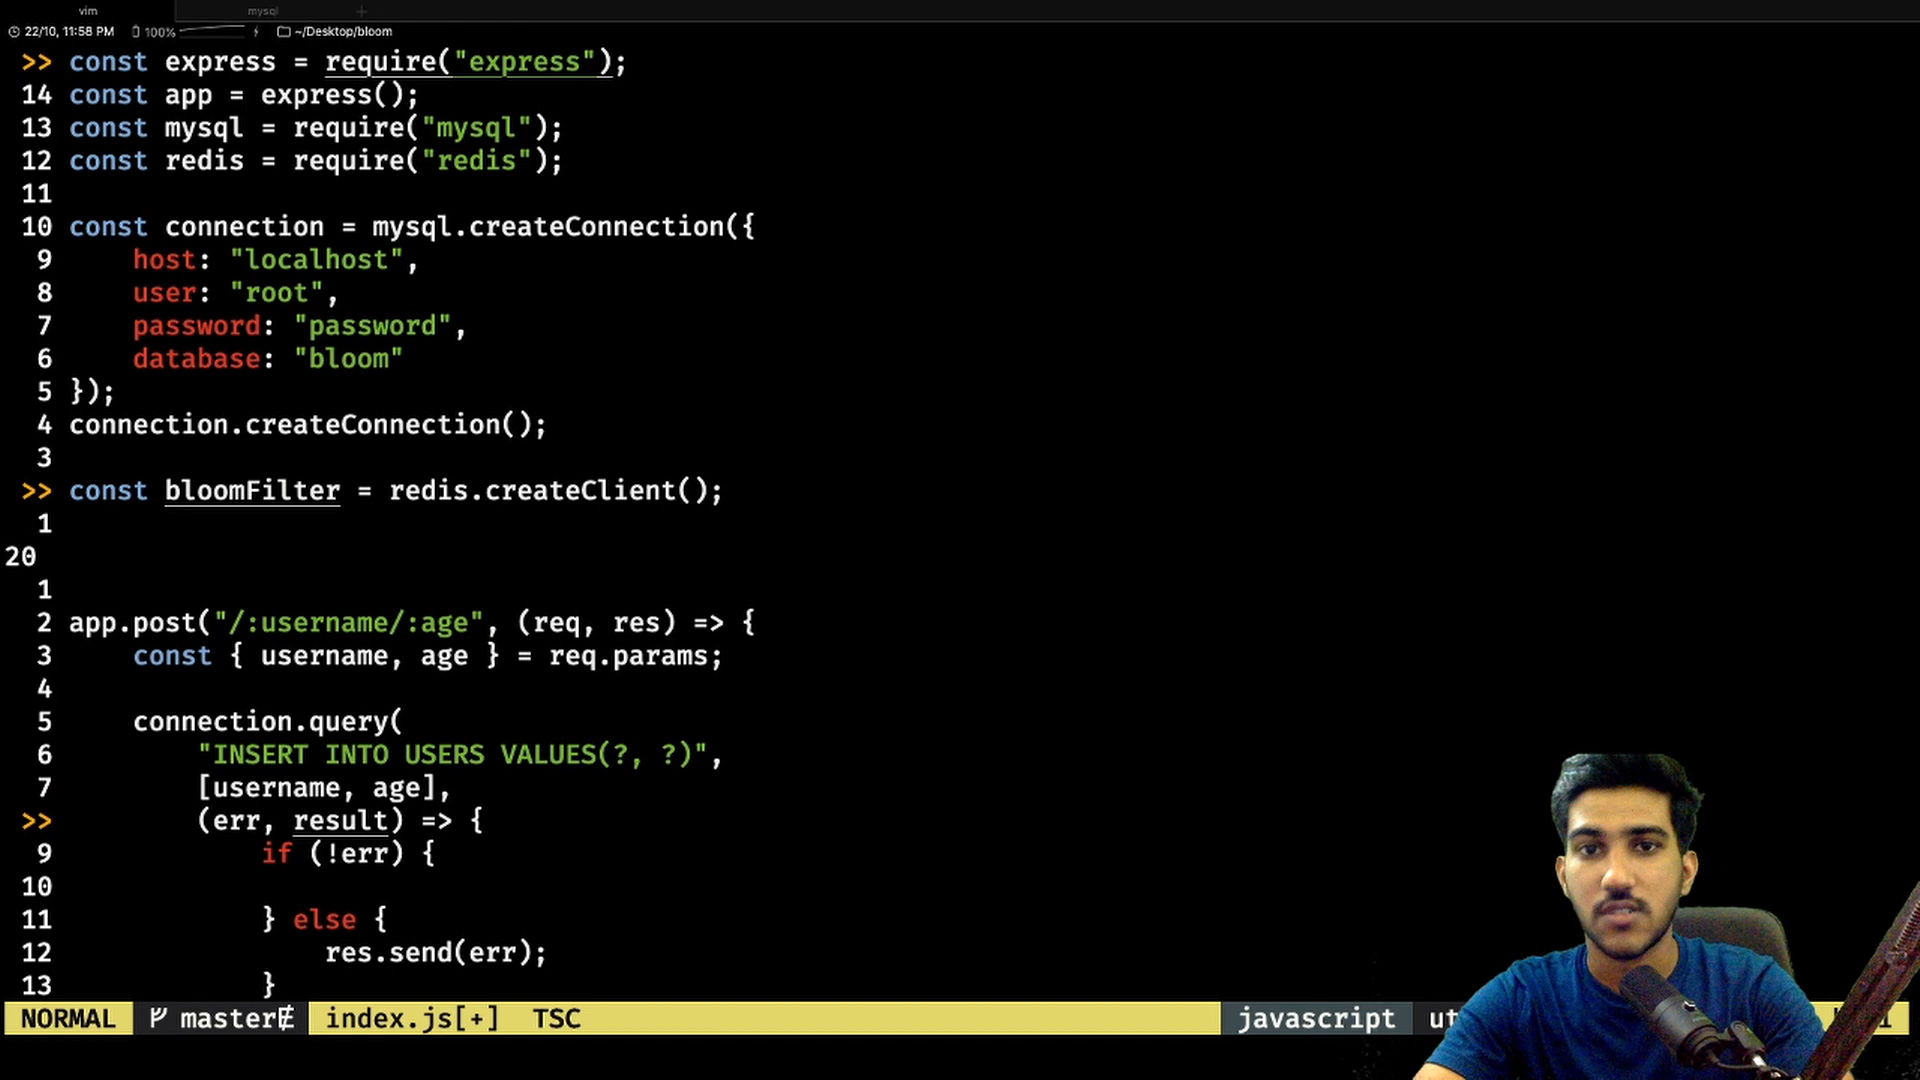 vim mysql +
22/10, 11:58 PM 100% ~/Desktop/bloom
>> const express = require("express");
14 const app = express();
13 const mysql = require("mysql");
12 const redis = require("redis");
11
10 const connection = mysql.createConnection({
9 host: "localhost",
8 user: "root",
7 password: "password",
6 database: "bloom"
5 });
4 connection.createConnection();
3
>> const bloomFilter = redis.createClient();
1
20
1
2 app.post("/:username/:age", (req, res) => {
3 const { username, age } = req.params;
4
5 connection.query(
6 "INSERT INTO USERS VALUES(?, ?)",
7 [username, age],
>> (err, result) => {
9 if (!err) {
10
11 } else {
12 res.send(err);
13 }
NORMAL master index.js[+] TSC javascript